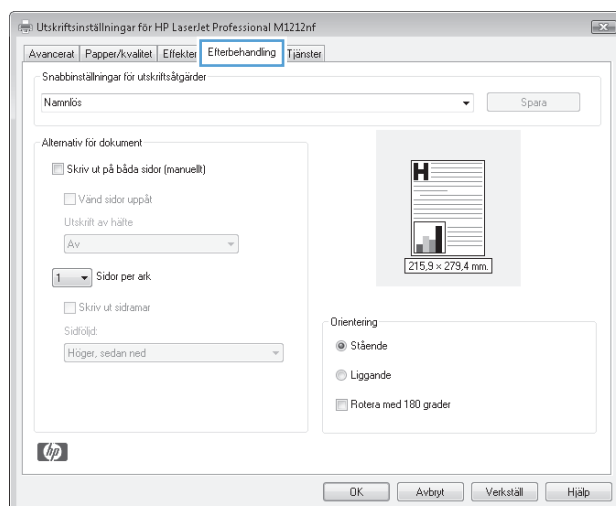 Utskriftsinställningar för HP LaserJet Professional M1212nf
Avancerat Papper/kvalitet Effekter Efterbehandling Tjänster
Snabbinställningar för utskriftsåtgärder
Namnlös Spara
Alternativ för dokument
Skriv ut på båda sidor (manuellt)
Vänd sidor uppåt
Utskrift av häfte
Av
1 Sidor per ark
Skriv ut sidramar
Sidföljd:
Höger, sedan ned
H
215,9 × 279,4 mm.
Orientering
Stående
Liggande
Rotera med 180 grader
hp
OK Avbryt Verkställ Hjälp